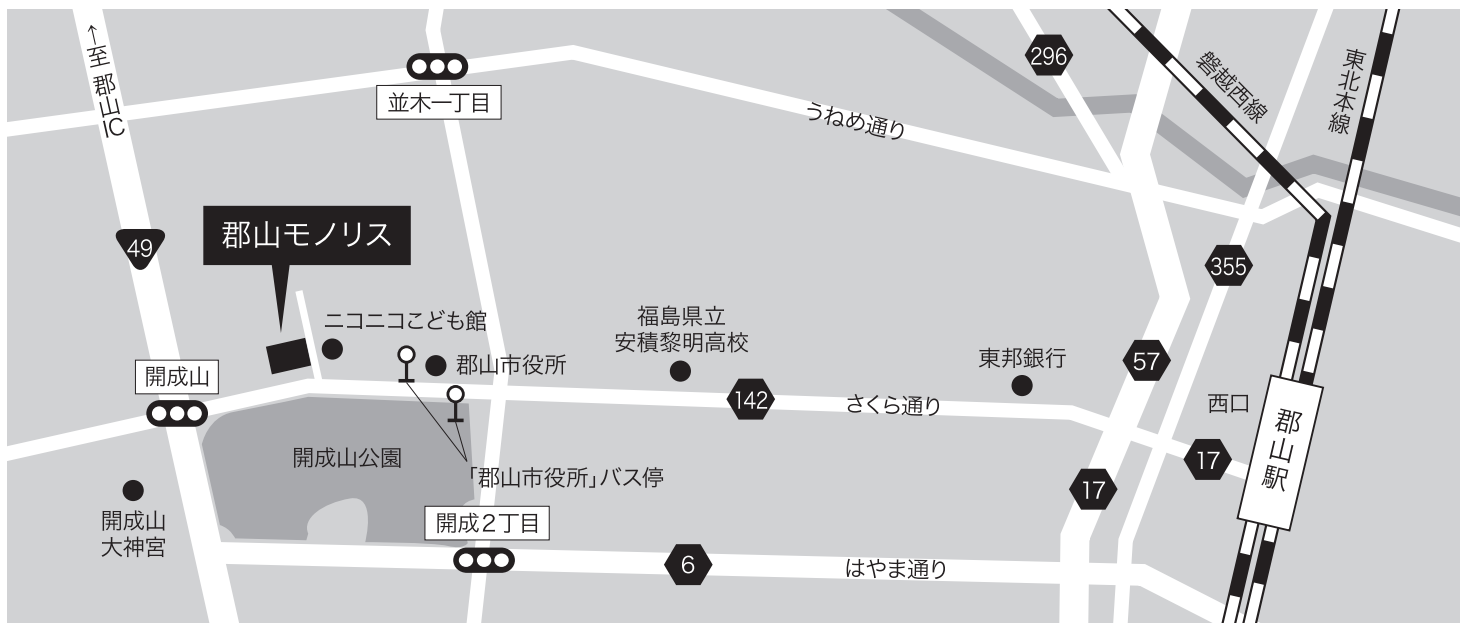 ←至 郡山IC
並木一丁目
296
磐越西線
東北本線
うねめ通り
49
郡山モノリス
355
ニコニコこども館
郡山市役所
福島県立
安積黎明高校
東邦銀行
57
開成山
142
さくら通り
西口
郡山駅
17
開成山公園
「郡山市役所」バス停
17
開成山
大神宮
開成2丁目
6
はやま通り